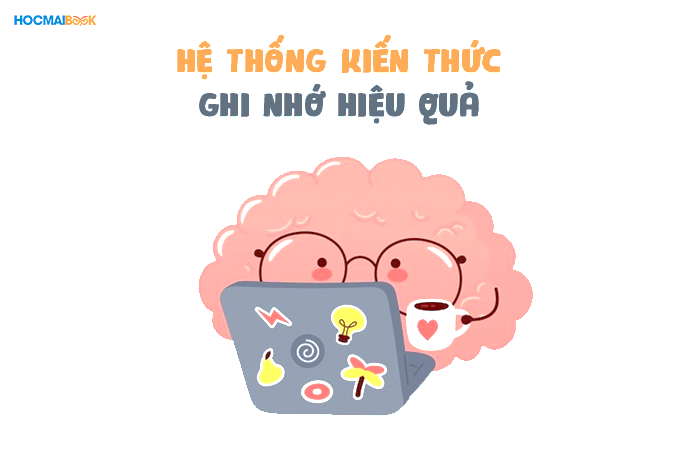 HOCMAIBOOK
HỆ THỐNG KIẾN THỨC
GHI NHỚ HIỆU QUẢ